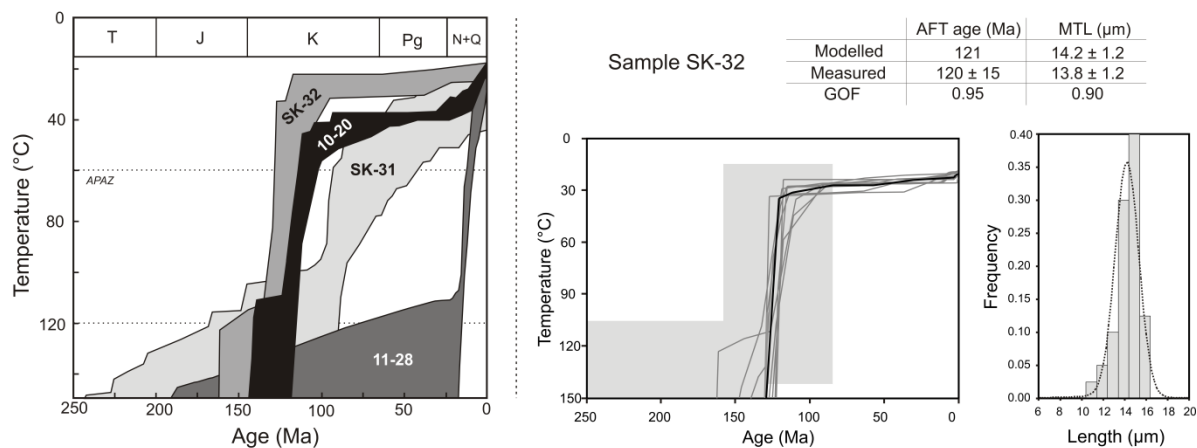 T J K Pg N+Q
0
40
80
120
Temperature (°C)
APAZ
SK-32
10-20
SK-31
11-28
250 200 150 100 50 0
Age (Ma)
Sample SK-32
AFT age (Ma) MTL (µm)
Modelled 121 14.2 ± 1.2
Measured 120 ± 15 13.8 ± 1.2
GOF 0.95 0.90
0
30
60
90
120
150
Temperature (°C)
250 200 150 100 50 0
Age (Ma)
0.40
0.35
0.30
0.25
0.20
0.15
0.10
0.05
0.00
Frequency
6 8 10 12 14 16 18 20
Length (µm)